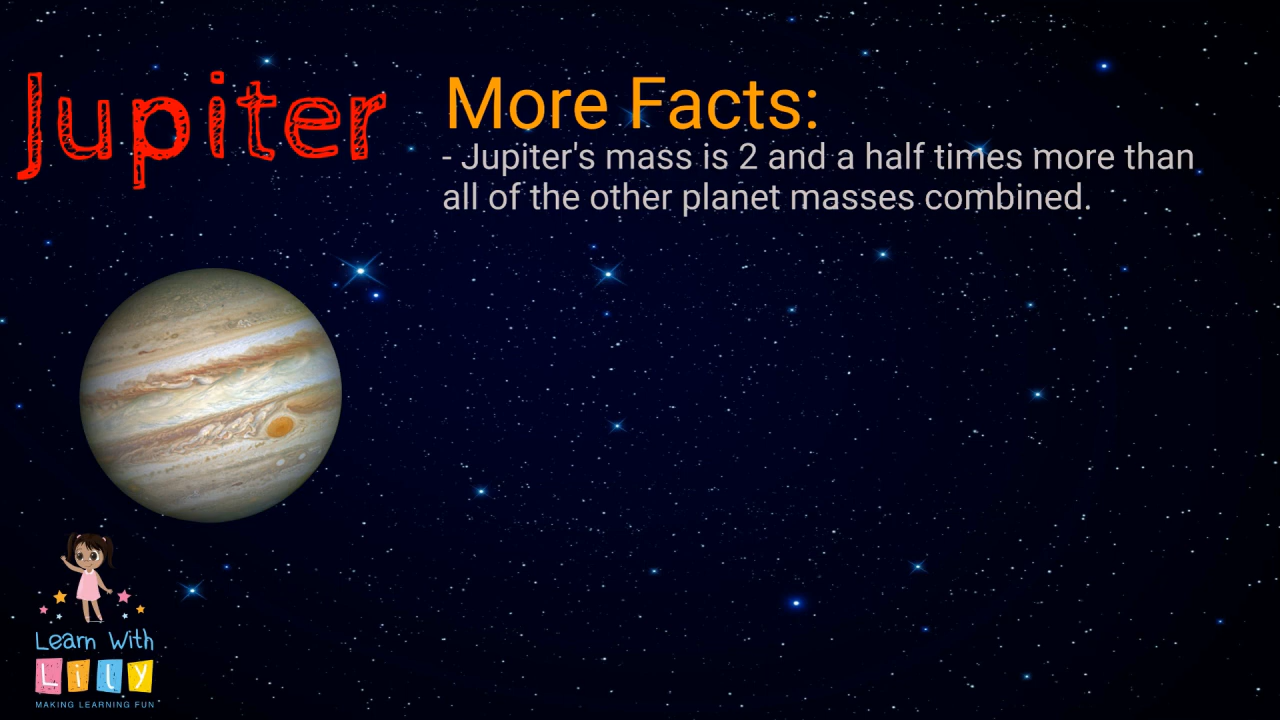 Jupiter
More Facts:
- Jupiter's mass is 2 and a half times more than
all of the other planet masses combined.
Learn With
Lily
MAKING LEARNING FUN